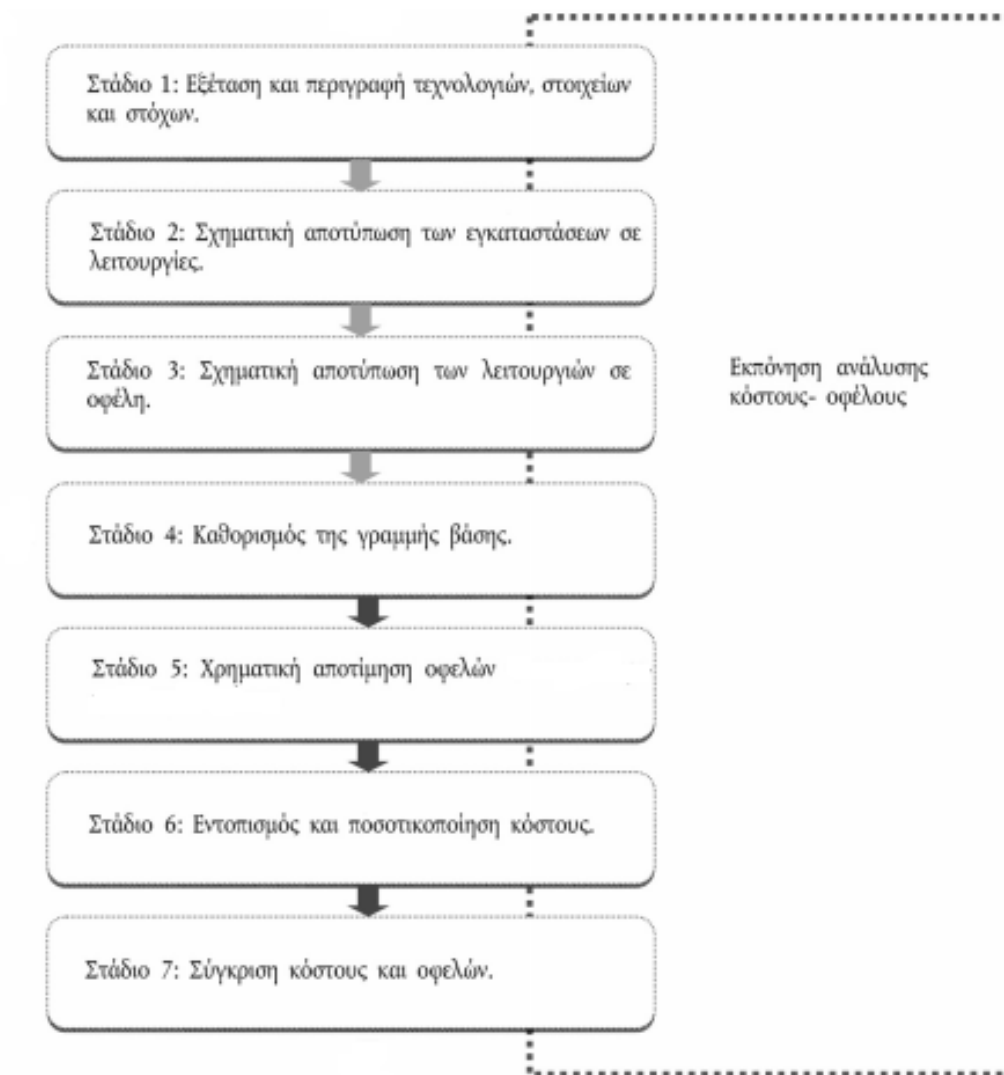 Στάδιο 1: Εξέταση και περιγραφή τεχνολογιών, στοιχείων
και στόχων.
Στάδιο 2: Σχηματική αποτύπωση των εγκαταστάσεων σε
λειτουργίες.
Στάδιο 3: Σχηματική αποτύπωση των λειτουργιών σε
οφέλη.
Εκπόνηση ανάλυσης
κόστους- οφέλους
Στάδιο 4: Καθορισμός της γραμμής βάσης.
Στάδιο 5: Χρηματική αποτίμηση οφελών
Στάδιο 6: Εντοπισμός και ποσοτικοποίηση κόστους.
Στάδιο 7: Σύγκριση κόστους και οφελών.